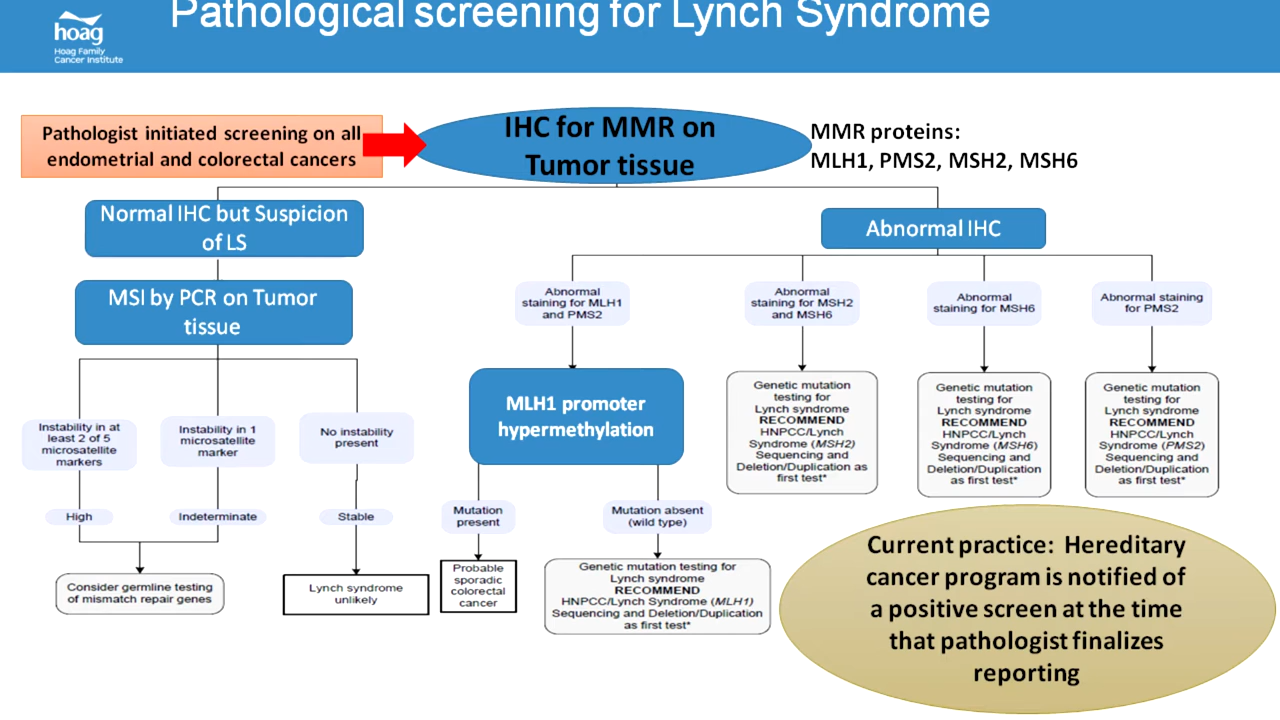 Pathological screening for Lynch Syndrome
hoag
Hoag Family
Cancer Institute
Pathologist initiated screening on all
endometrial and colorectal cancers
IHC for MMR on
Tumor tissue
MMR proteins:
MLH1, PMS2, MSH2, MSH6
Normal IHC but Suspicion
of LS
Abnormal IHC
MSI by PCR on Tumor
tissue
Abnormal
staining for MLH1
and PMS2
Abnormal
staining for MSH2
and MSH6
Abnormal
staining for MSH6
Abnormal staining
for PMS2
Instability in at
least 2 of 5
microsatellite
markers
Instability in 1
microsatellite
marker
No instability
present
MLH1 promoter
hypermethylation
Genetic mutation
testing for
Lynch syndrome
RECOMMEND
HNPCC/Lynch
Syndrome (MSH2)
Sequencing and
Deletion/Duplication as
first test*
Genetic mutation
testing for
Lynch syndrome
RECOMMEND
HNPCC/Lynch
Syndrome (MSH6)
Sequencing and
Deletion/Duplication
as first test*
Genetic mutation
testing for
Lynch syndrome
RECOMMEND
HNPCC/Lynch
Syndrome (PMS2)
Sequencing and
Deletion/Duplication
as first test*
High
Indeterminate
Stable
Mutation
present
Mutation absent
(wild type)
Consider germline testing
of mismatch repair genes
Lynch syndrome
unlikely
Probable
sporadic
colorectal
cancer
Genetic mutation testing for
Lynch syndrome
RECOMMEND
HNPCC/Lynch Syndrome (MLH1)
Sequencing and Deletion/Duplication
as first test*
Current practice: Hereditary
cancer program is notified of
a positive screen at the time
that pathologist finalizes
reporting